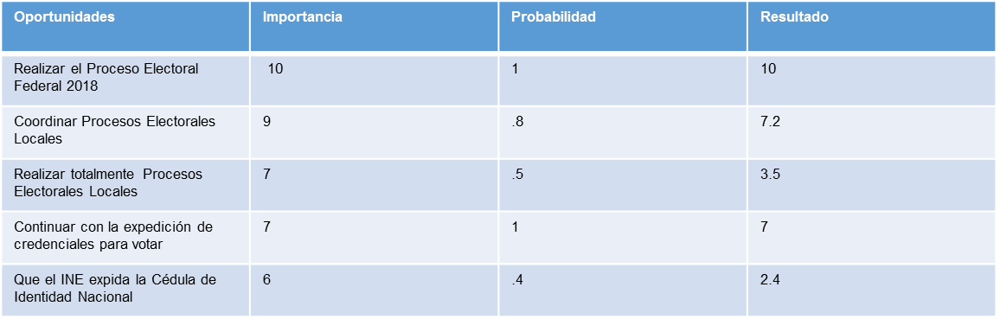 Oportunidades Importancia Probabilidad Resultado
Realizar el Proceso Electoral
Federal 2018
10 1 10
Coordinar Procesos Electorales
Locales
9 .8 7.2
Realizar totalmente Procesos
Electorales Locales
7 .5 3.5
Continuar con la expedición de
credenciales para votar
7 1 7
Que el INE expida la Cédula de
Identidad Nacional
6 .4 2.4